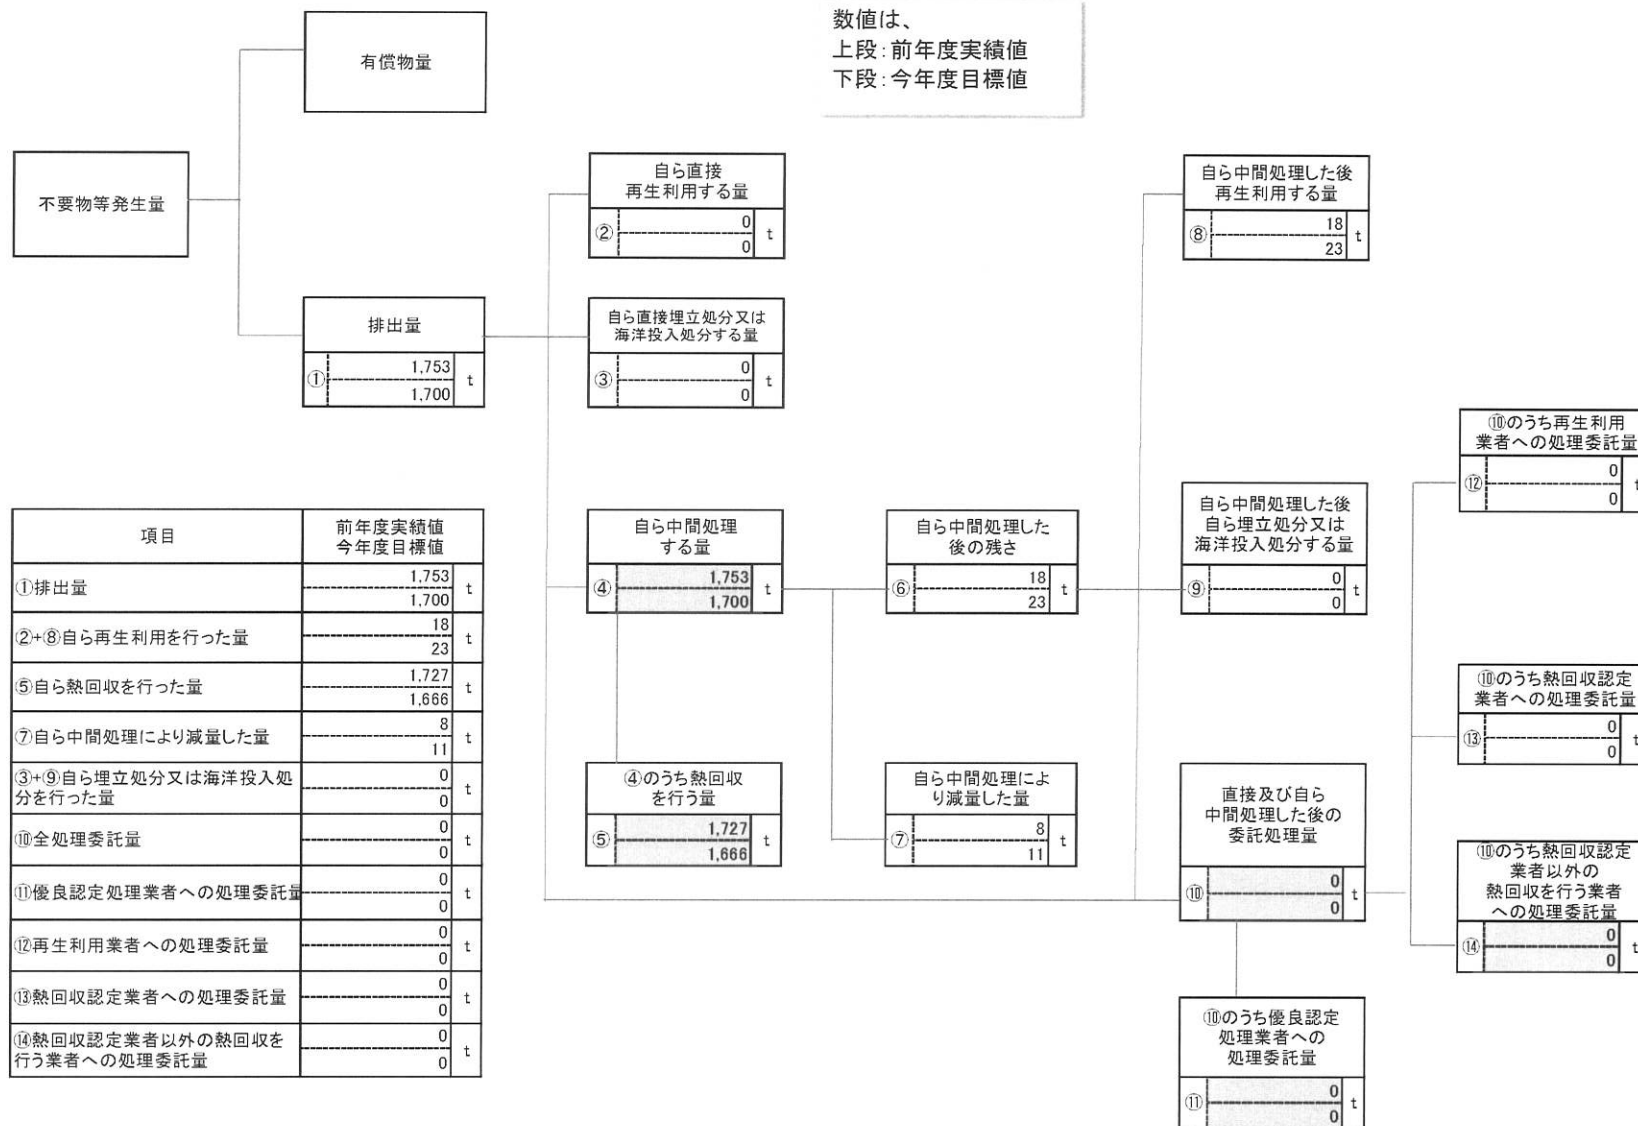 数値は、
上段:前年度実績値
下段:今年度目標値
有償物量
不要物等発生量
排出量
①
1,753
1,700
t
自ら直接
再生利用する量
②
0
0
t
自ら直接埋立処分又は
海洋投入処分する量
③
0
0
t
自ら中間処理
する量
④
1,753
1,700
t
④のうち熱回収
を行う量
⑤
1,727
1,666
t
自ら中間処理した
後の残さ
⑥
18
23
t
自ら中間処理によ
り減量した量
⑦
8
11
t
自ら中間処理した後
再生利用する量
⑧
18
23
t
自ら中間処理した後
自ら埋立処分又は
海洋投入処分する量
⑨
0
0
t
直接及び自ら
中間処理した後の
委託処理量
⑩
0
0
t
⑩のうち優良認定
処理業者への
処理委託量
⑪
0
0
t
⑩のうち再生利用
業者への処理委託量
⑫
0
0
t
⑩のうち熱回収認定
業者への処理委託量
⑬
0
0
t
⑩のうち熱回収認定
業者以外の
熱回収を行う業者
への処理委託量
⑭
0
0
t
項目
前年度実績値
今年度目標値
①排出量
1,753
1,700
t
②+⑧自ら再生利用を行った量
18
23
t
⑤自ら熱回収を行った量
1,727
1,666
t
⑦自ら中間処理により減量した量
8
11
t
③+⑨自ら埋立処分又は海洋投入処
分を行った量
0
0
t
⑩全処理委託量
0
0
t
⑪優良認定処理業者への処理委託量
0
0
t
⑫再生利用業者への処理委託量
0
0
t
⑬熱回収認定業者への処理委託量
0
0
t
⑭熱回収認定業者以外の熱回収を
行う業者への処理委託量
0
0
t